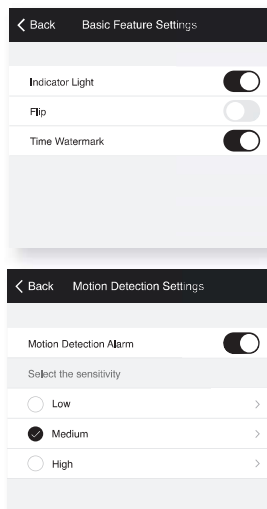 Back Basic Feature Settings
Indicator Light
Flip
Time Watermark
Back Motion Detection Settings
Motion Detection Alarm
Select the sensitivity
Low
Medium
High